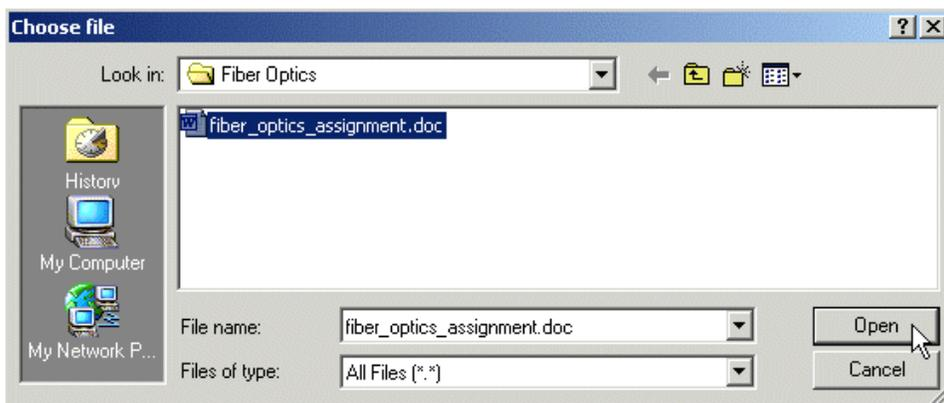 Choose file
Look in: Fiber Optics
fiber_optics_assignment.doc
History
My Computer
My Network P...
File name: fiber_optics_assignment.doc Open
Files of type: All Files (*.*) Cancel